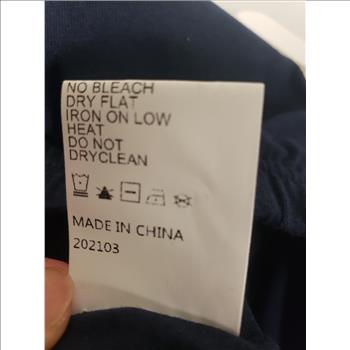 NO BLEACH
DRY FLAT
IRON ON LOW
HEAT
DO NOT
DRYCLEAN
MADE IN CHINA
202103